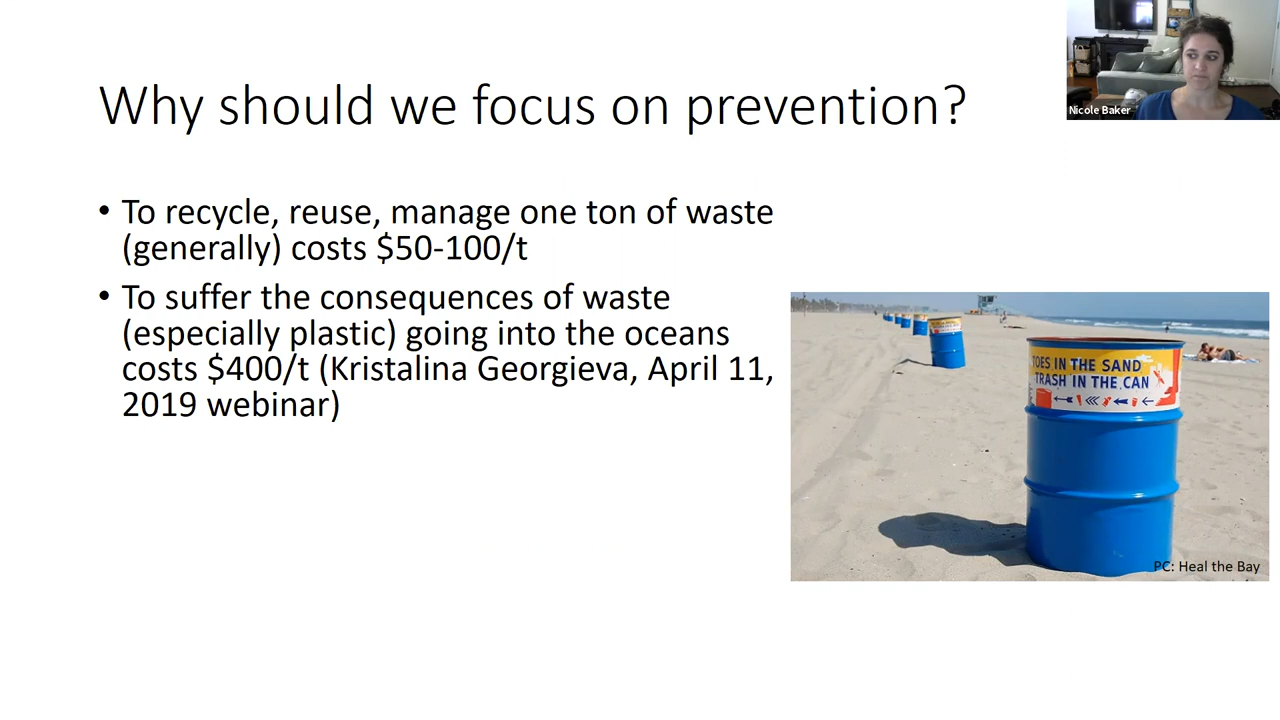 Why should we focus on prevention?
Nicole Baker
• To recycle, reuse, manage one ton of waste
(generally) costs $50-100/t
• To suffer the consequences of waste
(especially plastic) going into the oceans
costs $400/t (Kristalina Georgieva, April 11,
2019 webinar)
TOES IN THE SAND
TRASH IN THE CAN
PC: Heal the Bay